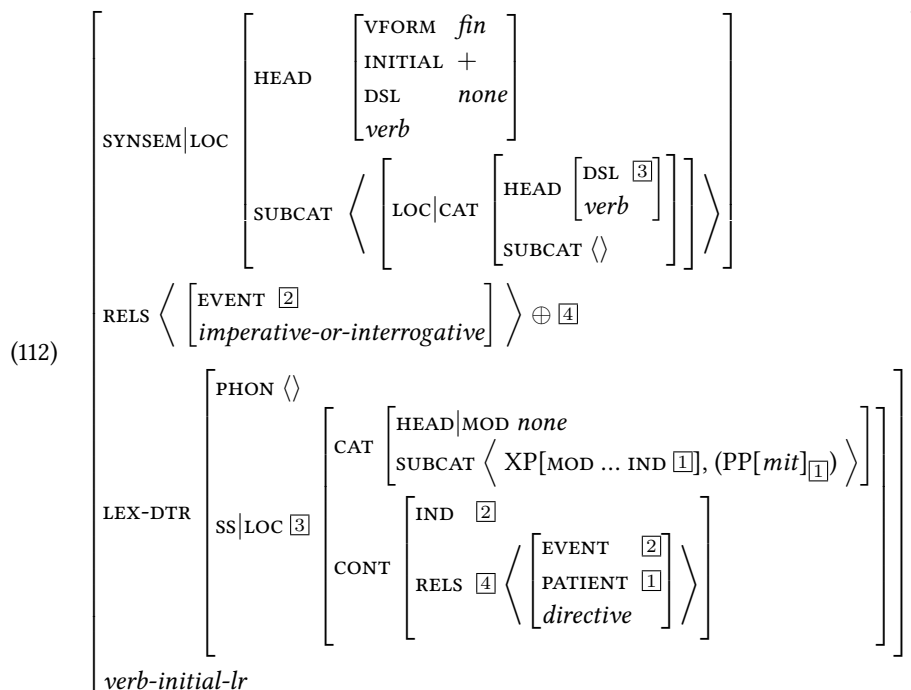 VFORM fin
INITIAL +
HEAD
DSL none
verb
SYNSEM|LOC
HEAD [DSL 3
verb]
SUBCAT ⟨ [LOC|CAT
SUBCAT ⟨⟩
RELS ⟨ [EVENT 2
imperative-or-interrogative] ⟩ ⊕ 4
(112)
PHON ⟨⟩
HEAD|MOD none
CAT
SUBCAT ⟨ XP[MOD ... IND 1], (PP[mit]1) ⟩
LEX-DTR
SS|LOC 3
IND 2
EVENT 2
CONT
RELS 4 ⟨ PATIENT 1 ⟩
directive
verb-initial-lr